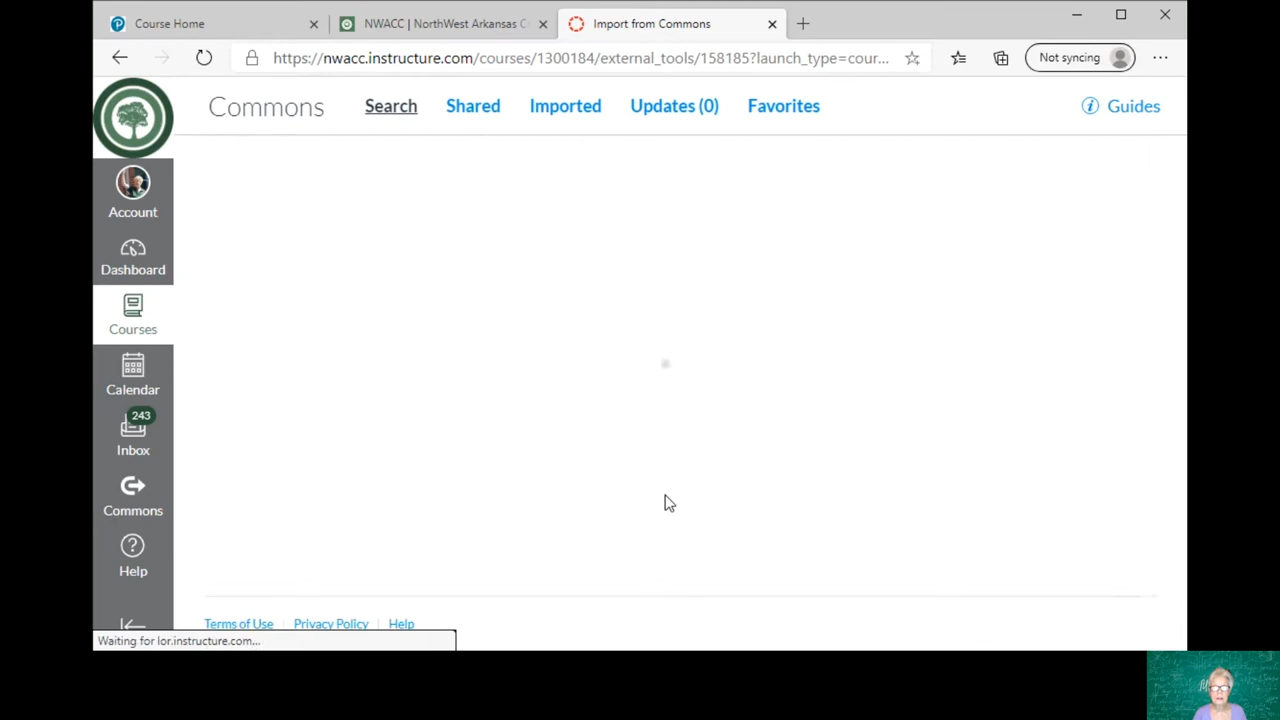 Course Home
NWACC | NorthWest Arkansas C
Import from Commons
https://nwacc.instructure.com/courses/1300184/external_tools/158185?launch_type=cour...
Not syncing
Commons
Search
Shared
Imported
Updates (0)
Favorites
Guides
Account
Dashboard
Courses
Calendar
243
Inbox
Commons
Help
Terms of Use
Privacy Policy
Help
Waiting for lor.instructure.com...